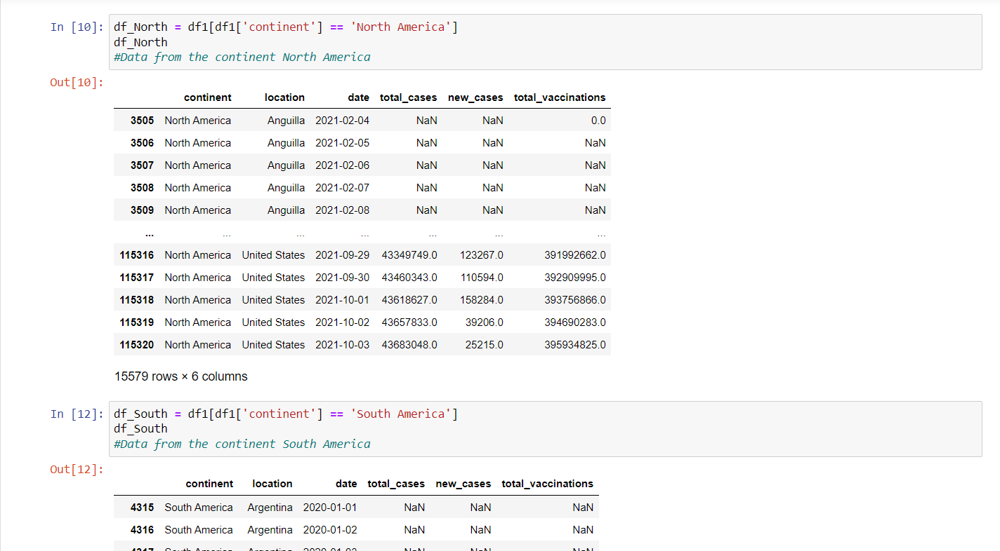 In [10]: df_North = df1[df1['continent'] == 'North America']
df_North
#Data from the continent North America
Out[10]:
continent location date total_cases new_cases total_vaccinations
3505 North America Anguilla 2021-02-04 NaN NaN 0.0
3506 North America Anguilla 2021-02-05 NaN NaN NaN
3507 North America Anguilla 2021-02-06 NaN NaN NaN
3508 North America Anguilla 2021-02-07 NaN NaN NaN
3509 North America Anguilla 2021-02-08 NaN NaN NaN
... ... ... ... ... ... ...
115316 North America United States 2021-09-29 43349749.0 123267.0 391992662.0
115317 North America United States 2021-09-30 43460343.0 110594.0 392909995.0
115318 North America United States 2021-10-01 43618627.0 158284.0 393756866.0
115319 North America United States 2021-10-02 43657833.0 39206.0 394690283.0
115320 North America United States 2021-10-03 43683048.0 25215.0 395934825.0
15579 rows × 6 columns
In [12]: df_South = df1[df1['continent'] == 'South America']
df_South
#Data from the continent South America
Out[12]:
continent location date total_cases new_cases total_vaccinations
4315 South America Argentina 2020-01-01 NaN NaN NaN
4316 South America Argentina 2020-01-02 NaN NaN NaN
4317 South America Argentina 2020-01-03 NaN NaN NaN